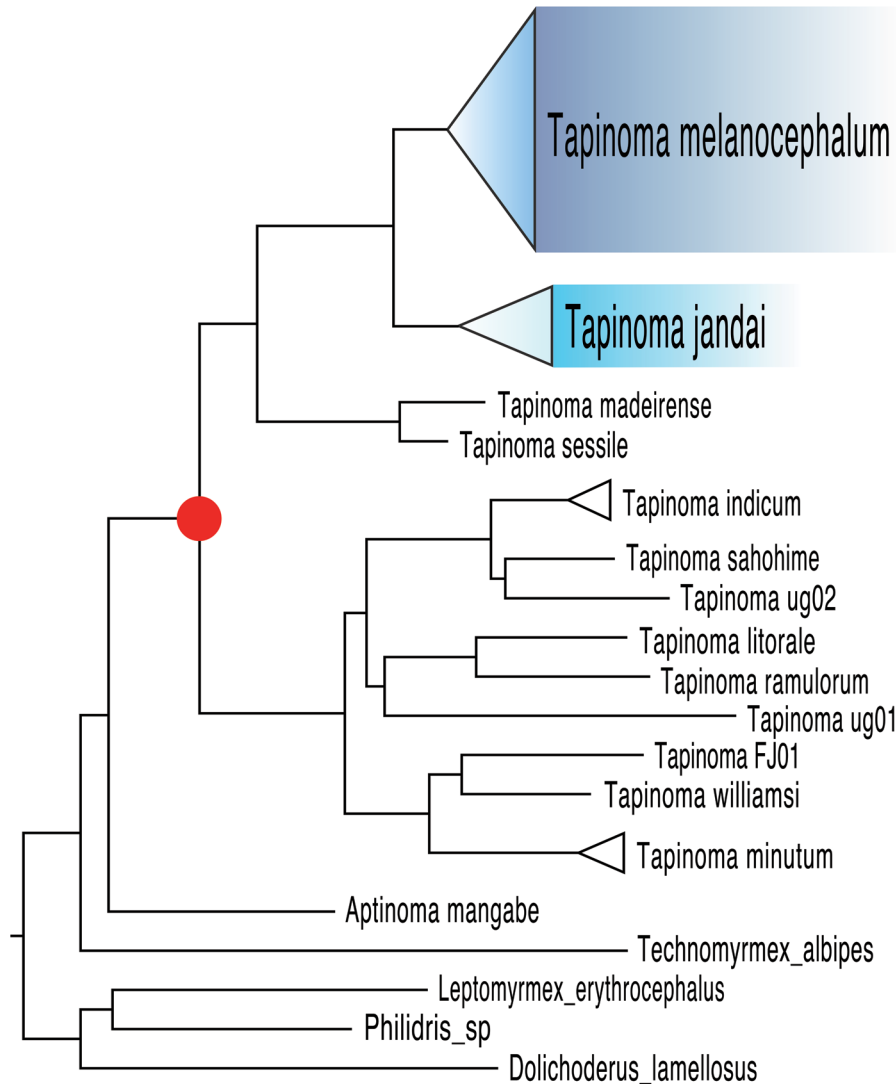 Tapinoma melanocephalum
Tapinoma jandai
Tapinoma madeirense
Tapinoma sessile
Tapinoma indicum
Tapinoma sahohime
Tapinoma ug02
Tapinoma litorale
Tapinoma ramulorum
Tapinoma ug01
Tapinoma FJ01
Tapinoma williamsi
Tapinoma minutum
Aptinoma mangabe
Technomyrmex_albipes
Leptomyrmex_erythrocephalus
Philidris_sp
Dolichoderus_lamellosus